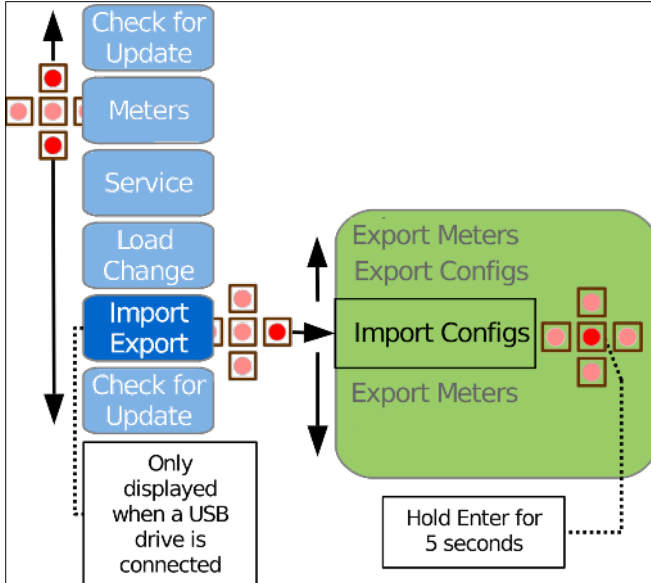 Check for
Update
Meters
Service
Load
Change
Import
Export
Check for
Update
Only
displayed
when a USB
drive is
connected
Export Meters
Export Configs
Import Configs
Export Meters
Hold Enter for
5 seconds